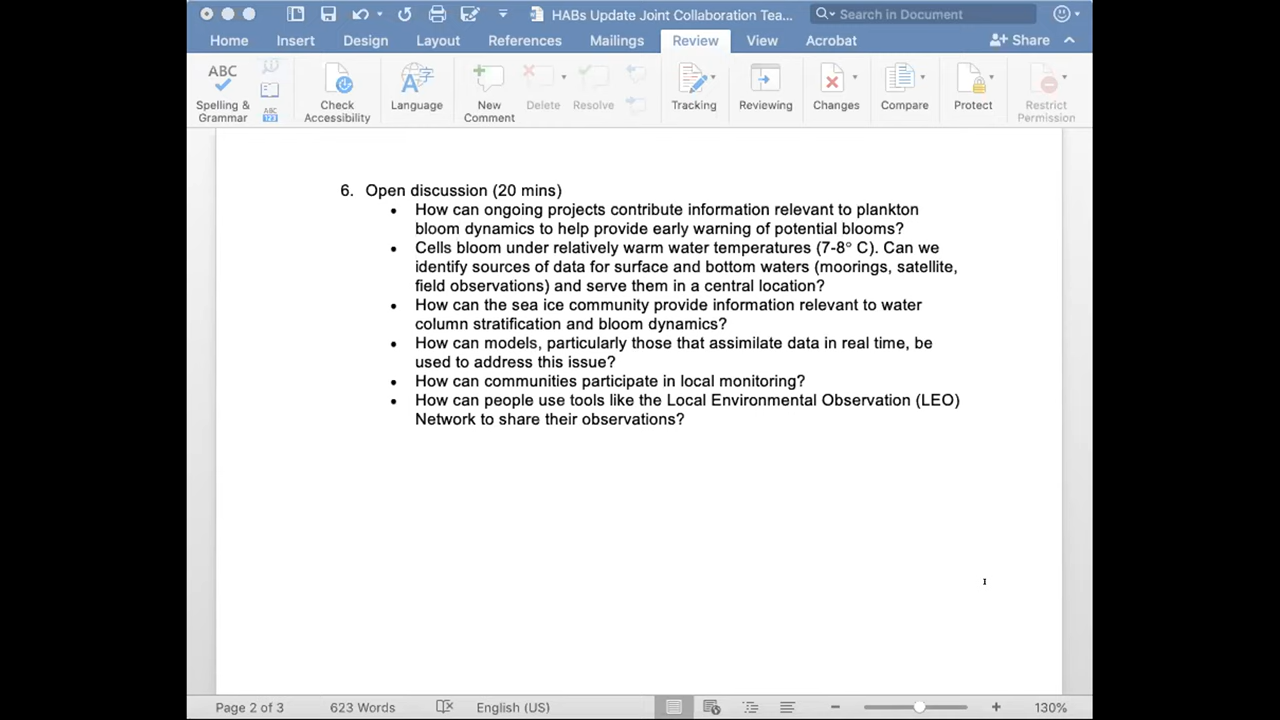 HABs Update Joint Collaboration Tea...
Search in Document
Home Insert Design Layout References Mailings Review View Acrobat Share
ABC
ABC
123
Spelling & Grammar
Check Accessibility
Language
New Comment
Delete
Resolve
Tracking
Reviewing
Changes
Compare
Protect
Restrict Permission
6. Open discussion (20 mins)
• How can ongoing projects contribute information relevant to plankton
bloom dynamics to help provide early warning of potential blooms?
• Cells bloom under relatively warm water temperatures (7-8° C). Can we
identify sources of data for surface and bottom waters (moorings, satellite,
field observations) and serve them in a central location?
• How can the sea ice community provide information relevant to water
column stratification and bloom dynamics?
• How can models, particularly those that assimilate data in real time, be
used to address this issue?
• How can communities participate in local monitoring?
• How can people use tools like the Local Environmental Observation (LEO)
Network to share their observations?
Page 2 of 3 623 Words English (US) 130%